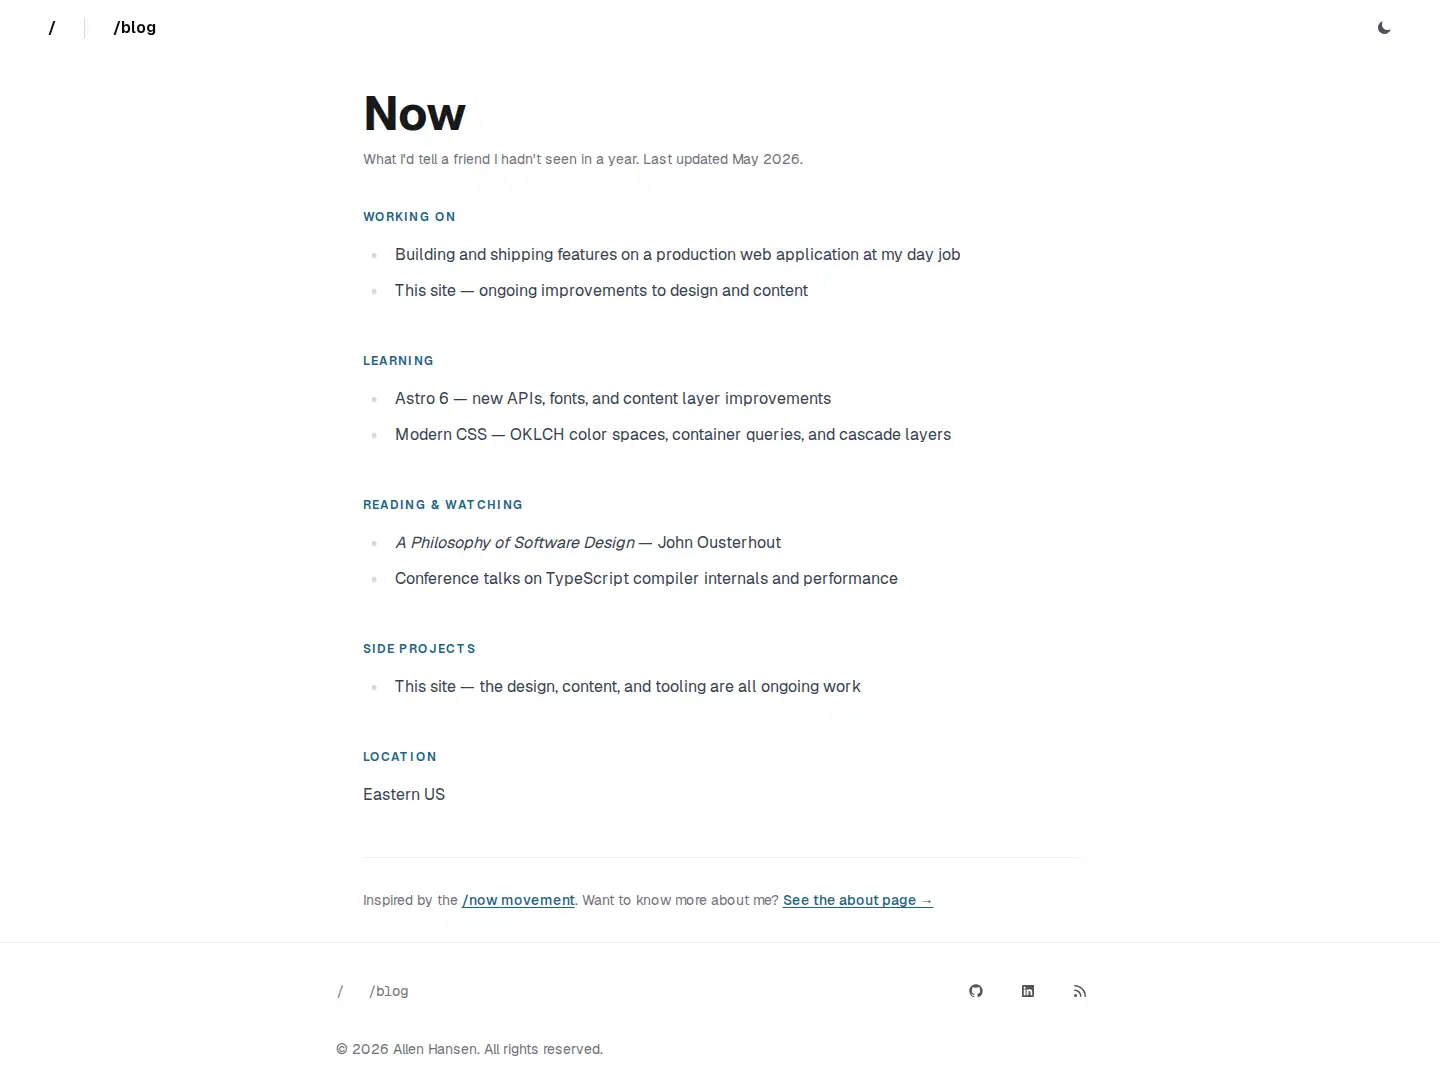 / /blog
Now
What I'd tell a friend I hadn't seen in a year. Last updated May 2026.
WORKING ON
Building and shipping features on a production web application at my day job
This site — ongoing improvements to design and content
LEARNING
Astro 6 — new APIs, fonts, and content layer improvements
Modern CSS — OKLCH color spaces, container queries, and cascade layers
READING & WATCHING
A Philosophy of Software Design — John Ousterhout
Conference talks on TypeScript compiler internals and performance
SIDE PROJECTS
This site — the design, content, and tooling are all ongoing work
LOCATION
Eastern US
Inspired by the /now movement. Want to know more about me? See the about page →
/ /blog
© 2026 Allen Hansen. All rights reserved.